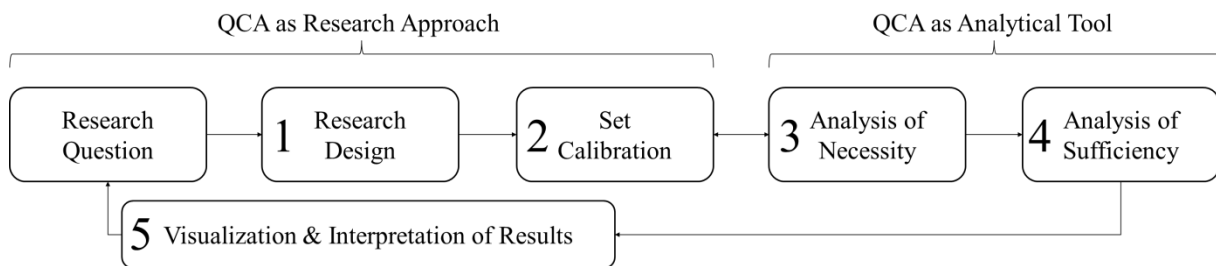 QCA as Research Approach
QCA as Analytical Tool
Research
Question
1
Research
Design
2
Set
Calibration
3
Analysis of
Necessity
4
Analysis of
Sufficiency
5 Visualization & Interpretation of Results